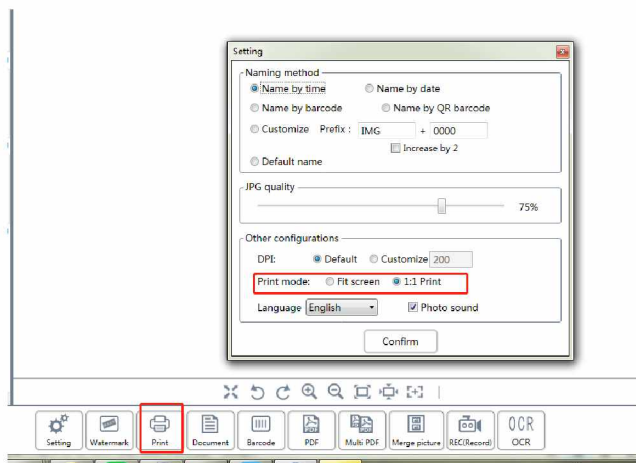 Setting
Naming method
Name by time Name by date
Name by barcode Name by QR barcode
Customize Prefix : IMG + 0000
Increase by 2
Default name
JPG quality
75%
Other configurations
DPI: Default Customize 200
Print mode: Fit screen 1:1 Print
Language English Photo sound
Confirm
OCR
Setting Watermark Print Document Barcode PDF Multi PDF Merge picture REC(Record) OCR